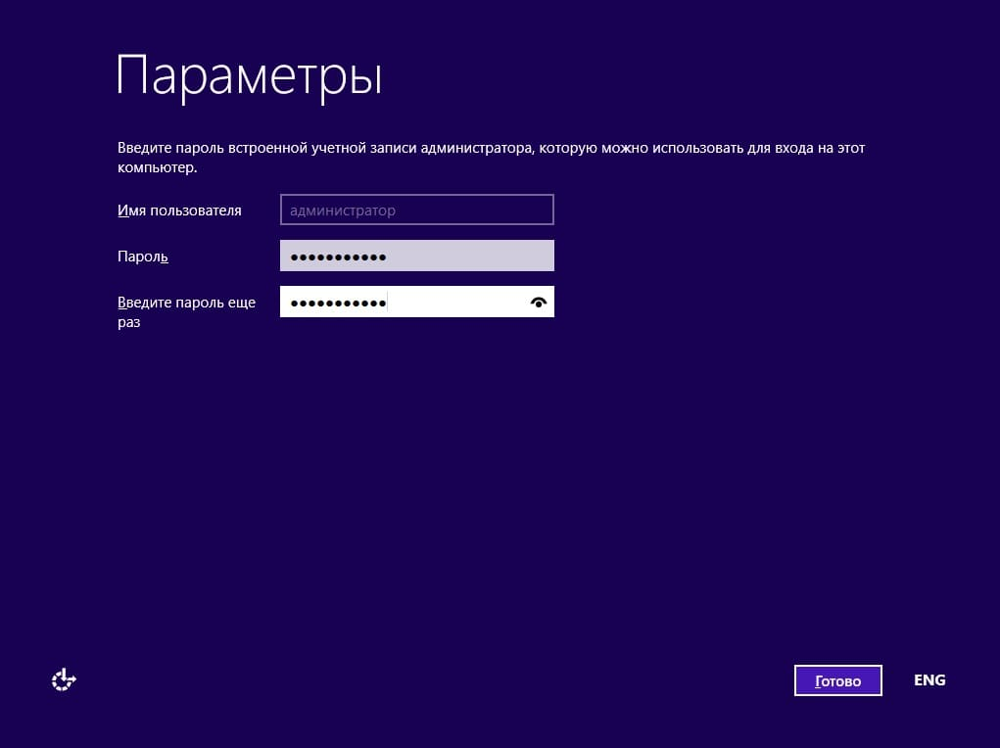 Параметры
Введите пароль встроенной учетной записи администратора, которую можно использовать для входа на этот
компьютер.
Имя пользователя
администратор
Пароль
●●●●●●●●●●●
Введите пароль еще
раз
●●●●●●●●●●●
Готово
ENG